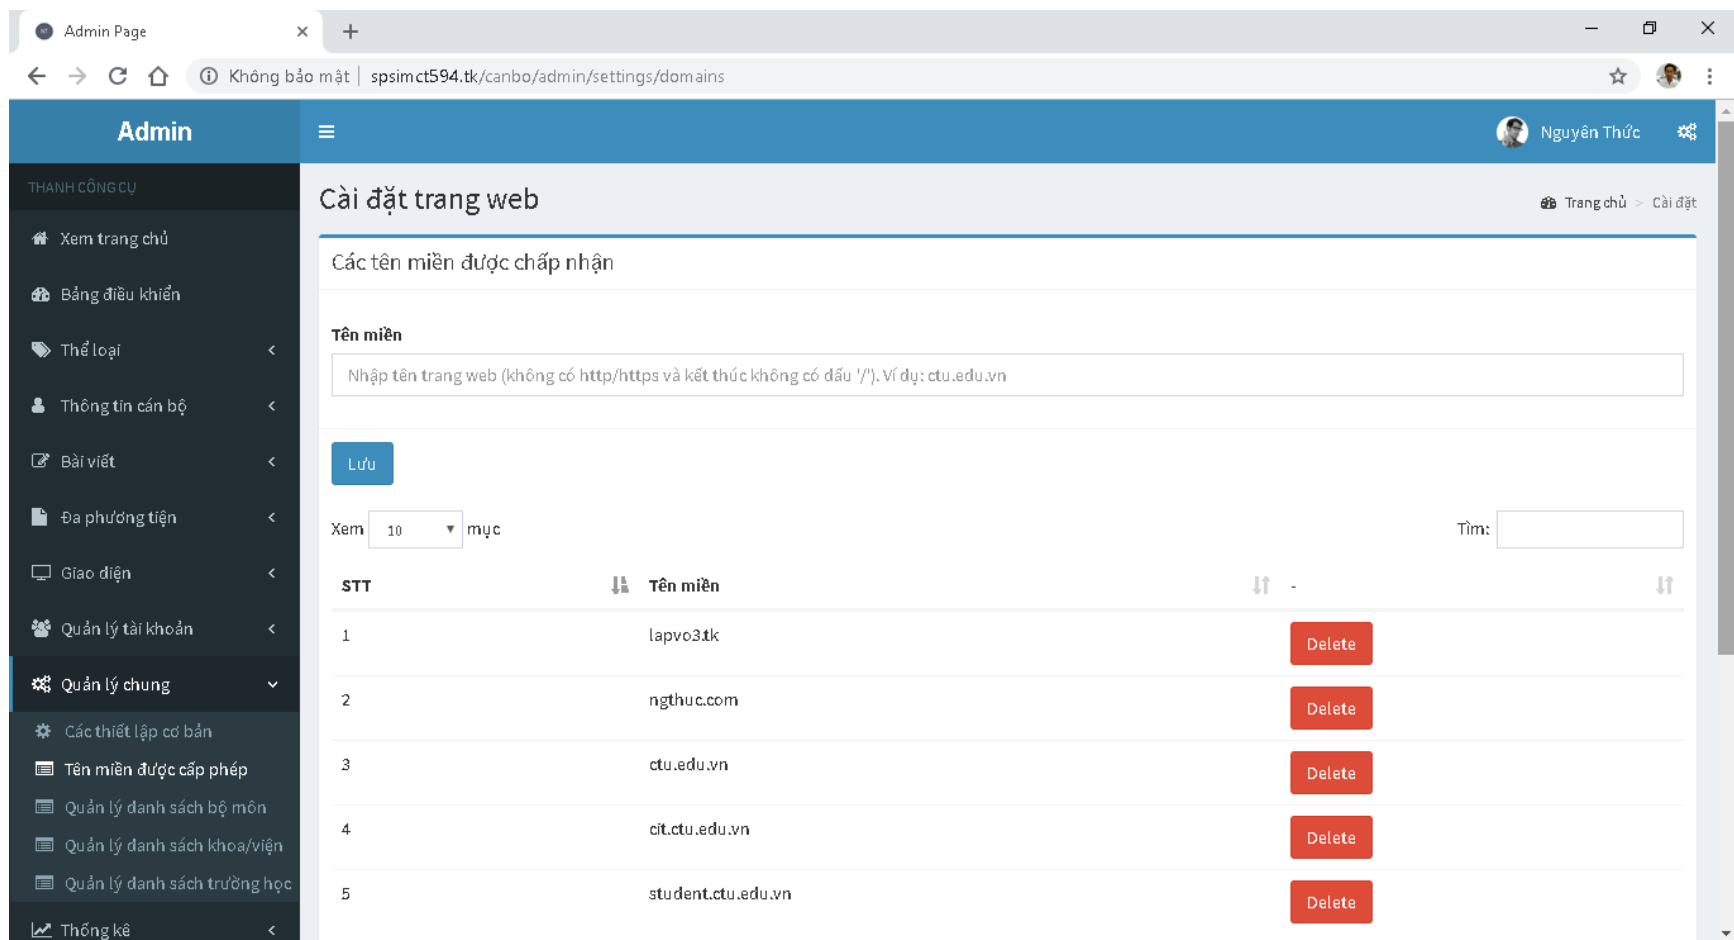 Admin Page
Không bảo mật | spsimct594.tk/canbo/admin/settings/domains
Admin
Nguyên Thức
THANH CÔNG CỤ
Xem trang chủ
Bảng điều khiển
Thể loại
Thông tin cán bộ
Bài viết
Đa phương tiện
Giao diện
Quản lý tài khoản
Quản lý chung
Các thiết lập cơ bản
Tên miền được cấp phép
Quản lý danh sách bộ môn
Quản lý danh sách khoa/viện
Quản lý danh sách trường học
Thống kê
Cài đặt trang web
Trang chủ > Cài đặt
Các tên miền được chấp nhận
Tên miền
Nhập tên trang web (không có http/https và kết thúc không có dấu '/'). Ví dụ: ctu.edu.vn
Lưu
Xem 10 mục
Tìm:
STT Tên miền -
1 lapvo3.tk Delete
2 ngthuc.com Delete
3 ctu.edu.vn Delete
4 cit.ctu.edu.vn Delete
5 student.ctu.edu.vn Delete